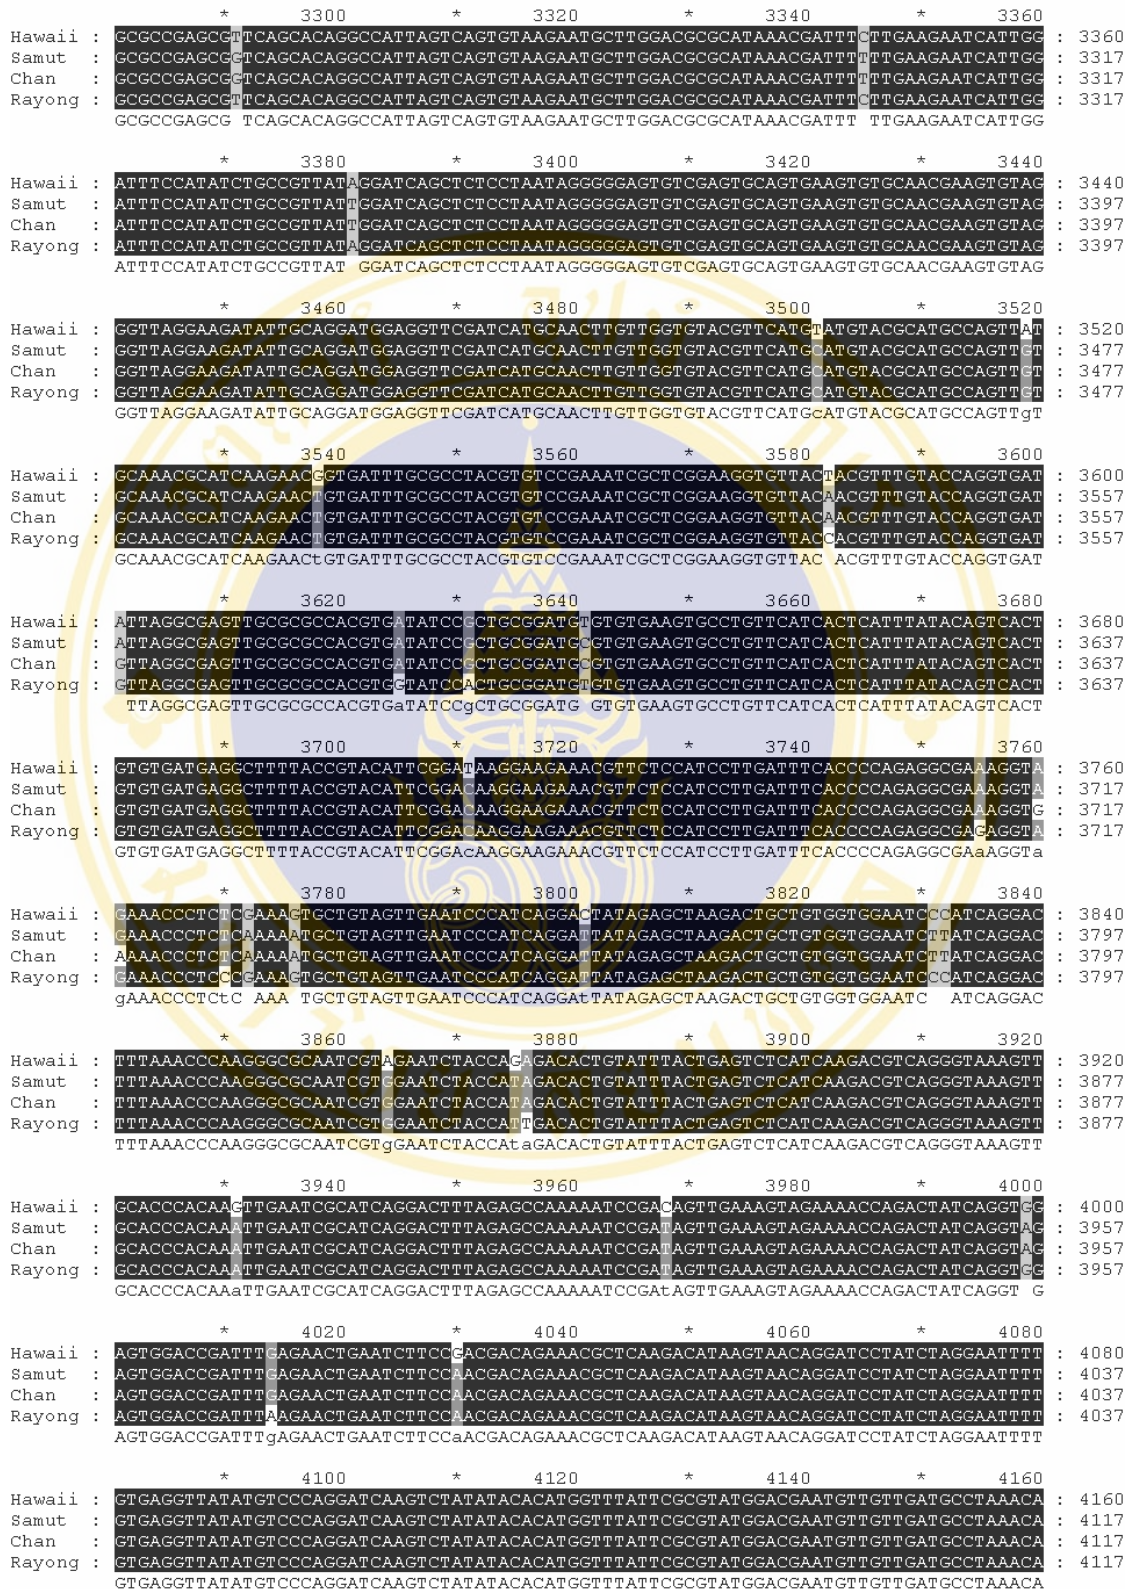 * 3300 * 3320 * 3340 * 3360
Hawaii : GCGCCGAGCGTTCAGCACAGGCCATTAGTCAGTGTAAGAATGCTTGGACGCGCATAAACGATTTCTTGAAGAATCATTGG : 3360
Samut : GCGCCGAGCGGTCAGCACAGGCCATTAGTCAGTGTAAGAATGCTTGGACGCGCATAAACGATTTTTTGAAGAATCATTGG : 3317
Chan : GCGCCGAGCGGTCAGCACAGGCCATTAGTCAGTGTAAGAATGCTTGGACGCGCATAAACGATTTTTTGAAGAATCATTGG : 3317
Rayong : GCGCCGAGCGTTCAGCACAGGCCATTAGTCAGTGTAAGAATGCTTGGACGCGCATAAACGATTTCTTGAAGAATCATTGG : 3317
GCGCCGAGCG TCAGCACAGGCCATTAGTCAGTGTAAGAATGCTTGGACGCGCATAAACGATTT TTGAAGAATCATTGG
* 3380 * 3400 * 3420 * 3440
Hawaii : ATTTCCATATCTGCCGTTATAGGATCAGCTCTCCTAATAGGGGGAGTGTCGAGTGCAGTGAAGTGTGCAACGAAGTGTAG : 3440
Samut : ATTTCCATATCTGCCGTTATTGGATCAGCTCTCCTAATAGGGGGAGTGTCGAGTGCAGTGAAGTGTGCAACGAAGTGTAG : 3397
Chan : ATTTCCATATCTGCCGTTATTGGATCAGCTCTCCTAATAGGGGGAGTGTCGAGTGCAGTGAAGTGTGCAACGAAGTGTAG : 3397
Rayong : ATTTCCATATCTGCCGTTATAGGATCAGCTCTCCTAATAGGGGGAGTGTCGAGTGCAGTGAAGTGTGCAACGAAGTGTAG : 3397
ATTTCCATATCTGCCGTTAT GGATCAGCTCTCCTAATAGGGGGAGTGTCGAGTGCAGTGAAGTGTGCAACGAAGTGTAG
* 3460 * 3480 * 3500 * 3520
Hawaii : GGTTAGGAAGATATTGCAGGATGGAGGTTCGATCATGCAACTTGTTGGTGTACGTTCATGTATGTACGCATGCCAGTTAT : 3520
Samut : GGTTAGGAAGATATTGCAGGATGGAGGTTCGATCATGCAACTTGTTGGTGTACGTTCATGCATGTACGCATGCCAGTTGT : 3477
Chan : GGTTAGGAAGATATTGCAGGATGGAGGTTCGATCATGCAACTTGTTGGTGTACGTTCATGCATGTACGCATGCCAGTTGT : 3477
Rayong : GGTTAGGAAGATATTGCAGGATGGAGGTTCGATCATGCAACTTGTTGGTGTACGTTCATGCATGTACGCATGCCAGTTGT : 3477
GGTTAGGAAGATATTGCAGGATGGAGGTTCGATCATGCAACTTGTTGGTGTACGTTCATGcATGTACGCATGCCAGTTgT
* 3540 * 3560 * 3580 * 3600
Hawaii : GCAAACGCATCAAGAACGGTGATTTGCGCCTACGTGTCCGAAATCGCTCGGAAGGTGTTACTACGTTTGTACCAGGTGAT : 3600
Samut : GCAAACGCATCAAGAACTGTGATTTGCGCCTACGTGTCCGAAATCGCTCGGAAGGTGTTACAACGTTTGTACCAGGTGAT : 3557
Chan : GCAAACGCATCAAGAACTGTGATTTGCGCCTACGTGTCCGAAATCGCTCGGAAGGTGTTACAACGTTTGTACCAGGTGAT : 3557
Rayong : GCAAACGCATCAAGAACTGTGATTTGCGCCTACGTGTCCGAAATCGCTCGGAAGGTGTTACCACGTTTGTACCAGGTGAT : 3557
GCAAACGCATCAAGAACtGTGATTTGCGCCTACGTGTCCGAAATCGCTCGGAAGGTGTTAC ACGTTTGTACCAGGTGAT
* 3620 * 3640 * 3660 * 3680
Hawaii : ATTAGGCGAGTTGCGCGCCACGTGATATCCGCTGCGGATGTGTGTGAAGTGCCTGTTCATCACTCATTTATACAGTCACT : 3680
Samut : ATTAGGCGAGTTGCGCGCCACGTGATATCCGCTGCGGATGCGTGTGAAGTGCCTGTTCATCACTCATTTATACAGTCACT : 3637
Chan : GTTAGGCGAGTTGCGCGCCACGTGATATCCGCTGCGGATGCGTGTGAAGTGCCTGTTCATCACTCATTTATACAGTCACT : 3637
Rayong : GTTAGGCGAGTTGCGCGCCACGTGGTATCCACTGCGGATGTGTGTGAAGTGCCTGTTCATCACTCATTTATACAGTCACT : 3637
TTAGGCGAGTTGCGCGCCACGTGaTATCCgCTGCGGATG GTGTGAAGTGCCTGTTCATCACTCATTTATACAGTCACT
* 3700 * 3720 * 3740 * 3760
Hawaii : GTGTGATGAGGCTTTTACCGTACATTCGGATAAGGAAGAAACGTTCTCCATCCTTGATTTCACCCCAGAGGCGAAAGGTA : 3760
Samut : GTGTGATGAGGCTTTTACCGTACATTCGGACAAGGAAGAAACGTTCTCCATCCTTGATTTCACCCCAGAGGCGAAAGGTA : 3717
Chan : GTGTGATGAGGCTTTTACCGTACATTCGGACAAGGAAGAAACGTTCTCCATCCTTGATTTCACCCCAGAGGCGAAAGGTG : 3717
Rayong : GTGTGATGAGGCTTTTACCGTACATTCGGACAAGGAAGAAACGTTCTCCATCCTTGATTTCACCCCAGAGGCGAGAGGTA : 3717
GTGTGATGAGGCTTTTACCGTACATTCGGAcAAGGAAGAAACGTTCTCCATCCTTGATTTCACCCCAGAGGCGAaAGGTa
* 3780 * 3800 * 3820 * 3840
Hawaii : GAAACCCTCTCGAAAGTGCTGTAGTTGAATCCCATCAGGACTATAGAGCTAAGACTGCTGTGGTGGAATCCCATCAGGAC : 3840
Samut : GAAACCCTCTCAAAAATGCTGTAGTTGAATCCCATCAGGATTATAGAGCTAAGACTGCTGTGGTGGAATCTTATCAGGAC : 3797
Chan : AAAACCCTCTCAAAAATGCTGTAGTTGAATCCCATCAGGATTATAGAGCTAAGACTGCTGTGGTGGAATCTTATCAGGAC : 3797
Rayong : GAAACCCTCCCGAAAGTGCTGTAGTTGAATCCCATCAGGATTATAGAGCTAAGACTGCTGTGGTGGAATCCCATCAGGAC : 3797
gAAACCCTCtC AAA TGCTGTAGTTGAATCCCATCAGGAtTATAGAGCTAAGACTGCTGTGGTGGAATC ATCAGGAC
* 3860 * 3880 * 3900 * 3920
Hawaii : TTTAAACCCAAGGGCGCAATCGTAGAATCTACCAGAGACACTGTATTTACTGAGTCTCATCAAGACGTCAGGGTAAAGTT : 3920
Samut : TTTAAACCCAAGGGCGCAATCGTGGAATCTACCATAGACACTGTATTTACTGAGTCTCATCAAGACGTCAGGGTAAAGTT : 3877
Chan : TTTAAACCCAAGGGCGCAATCGTGGAATCTACCATAGACACTGTATTTACTGAGTCTCATCAAGACGTCAGGGTAAAGTT : 3877
Rayong : TTTAAACCCAAGGGCGCAATCGTGGAATCTACCATTGACACTGTATTTACTGAGTCTCATCAAGACGTCAGGGTAAAGTT : 3877
TTTAAACCCAAGGGCGCAATCGTgGAATCTACCAtaGACACTGTATTTACTGAGTCTCATCAAGACGTCAGGGTAAAGTT
* 3940 * 3960 * 3980 * 4000
Hawaii : GCACCCACAAGTTGAATCGCATCAGGACTTTAGAGCCAAAAATCCGACAGTTGAAAGTAGAAAACCAGACTATCAGGTGG : 4000
Samut : GCACCCACAAATTGAATCGCATCAGGACTTTAGAGCCAAAAATCCGATAGTTGAAAGTAGAAAACCAGACTATCAGGTAG : 3957
Chan : GCACCCACAAATTGAATCGCATCAGGACTTTAGAGCCAAAAATCCGATAGTTGAAAGTAGAAAACCAGACTATCAGGTAG : 3957
Rayong : GCACCCACAAATTGAATCGCATCAGGACTTTAGAGCCAAAAATCCGATAGTTGAAAGTAGAAAACCAGACTATCAGGTGG : 3957
GCACCCACAAaTTGAATCGCATCAGGACTTTAGAGCCAAAAATCCGAtAGTTGAAAGTAGAAAACCAGACTATCAGGT G
* 4020 * 4040 * 4060 * 4080
Hawaii : AGTGGACCGATTTGAGAACTGAATCTTCCGACGACAGAAACGCTCAAGACATAAGTAACAGGATCCTATCTAGGAATTTT : 4080
Samut : AGTGGACCGATTTGAGAACTGAATCTTCCAACGACAGAAACGCTCAAGACATAAGTAACAGGATCCTATCTAGGAATTTT : 4037
Chan : AGTGGACCGATTTGAGAACTGAATCTTCCAACGACAGAAACGCTCAAGACATAAGTAACAGGATCCTATCTAGGAATTTT : 4037
Rayong : AGTGGACCGATTTAAGAACTGAATCTTCCAACGACAGAAACGCTCAAGACATAAGTAACAGGATCCTATCTAGGAATTTT : 4037
AGTGGACCGATTTgAGAACTGAATCTTCCaACGACAGAAACGCTCAAGACATAAGTAACAGGATCCTATCTAGGAATTTT
* 4100 * 4120 * 4140 * 4160
Hawaii : GTGAGGTTATATGTCCCAGGATCAAGTCTATATACACATGGTTTATTCGCGTATGGACGAATGTTGTTGATGCCTAAACA : 4160
Samut : GTGAGGTTATATGTCCCAGGATCAAGTCTATATACACATGGTTTATTCGCGTATGGACGAATGTTGTTGATGCCTAAACA : 4117
Chan : GTGAGGTTATATGTCCCAGGATCAAGTCTATATACACATGGTTTATTCGCGTATGGACGAATGTTGTTGATGCCTAAACA : 4117
Rayong : GTGAGGTTATATGTCCCAGGATCAAGTCTATATACACATGGTTTATTCGCGTATGGACGAATGTTGTTGATGCCTAAACA : 4117
GTGAGGTTATATGTCCCAGGATCAAGTCTATATACACATGGTTTATTCGCGTATGGACGAATGTTGTTGATGCCTAAACA